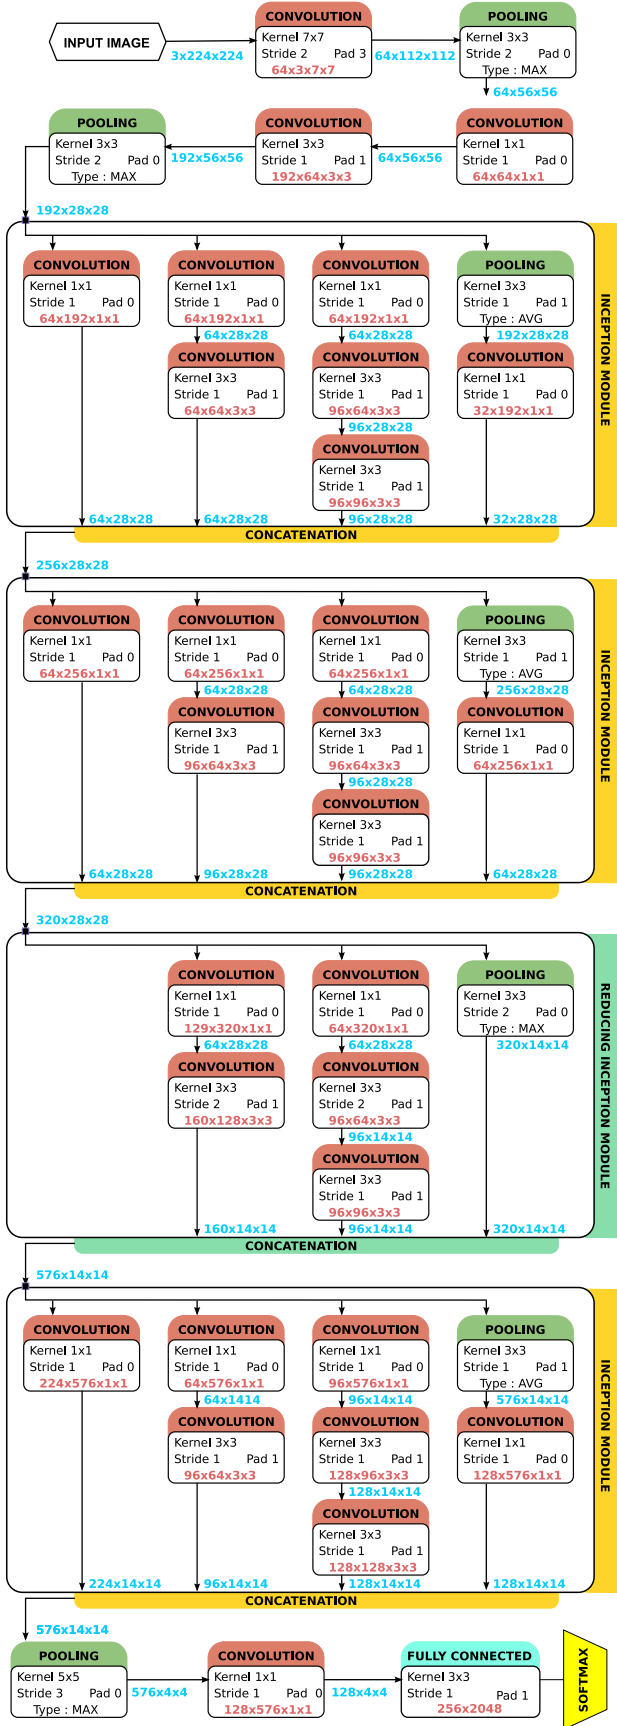 INPUT IMAGE
3x224x224
CONVOLUTION
Kernel 7x7
Stride 2 Pad 3
64x3x7x7
64x112x112
POOLING
Kernel 3x3
Stride 2 Pad 0
Type : MAX
64x56x56
POOLING
Kernel 3x3
Stride 2 Pad 0
Type : MAX
192x56x56
CONVOLUTION
Kernel 3x3
Stride 1 Pad 1
192x64x3x3
64x56x56
CONVOLUTION
Kernel 1x1
Stride 1 Pad 0
64x64x1x1
192x28x28
INCEPTION MODULE
CONVOLUTION
Kernel 1x1
Stride 1 Pad 0
64x192x1x1
64x28x28
CONVOLUTION
Kernel 1x1
Stride 1 Pad 0
64x192x1x1
64x28x28
CONVOLUTION
Kernel 3x3
Stride 1 Pad 1
64x64x3x3
64x28x28
CONVOLUTION
Kernel 1x1
Stride 1 Pad 0
64x192x1x1
64x28x28
CONVOLUTION
Kernel 3x3
Stride 1 Pad 1
96x64x3x3
96x28x28
CONVOLUTION
Kernel 3x3
Stride 1 Pad 1
96x96x3x3
96x28x28
POOLING
Kernel 3x3
Stride 1 Pad 1
Type : AVG
192x28x28
CONVOLUTION
Kernel 1x1
Stride 1 Pad 0
32x192x1x1
32x28x28
CONCATENATION
256x28x28
INCEPTION MODULE
CONVOLUTION
Kernel 1x1
Stride 1 Pad 0
64x256x1x1
64x28x28
CONVOLUTION
Kernel 1x1
Stride 1 Pad 0
64x256x1x1
64x28x28
CONVOLUTION
Kernel 3x3
Stride 1 Pad 1
96x64x3x3
96x28x28
CONVOLUTION
Kernel 1x1
Stride 1 Pad 0
64x256x1x1
64x28x28
CONVOLUTION
Kernel 3x3
Stride 1 Pad 1
96x64x3x3
96x28x28
CONVOLUTION
Kernel 3x3
Stride 1 Pad 1
96x96x3x3
96x28x28
POOLING
Kernel 3x3
Stride 1 Pad 1
Type : AVG
256x28x28
CONVOLUTION
Kernel 1x1
Stride 1 Pad 0
64x256x1x1
64x28x28
CONCATENATION
320x28x28
REDUCING INCEPTION MODULE
CONVOLUTION
Kernel 1x1
Stride 1 Pad 0
129x320x1x1
64x28x28
CONVOLUTION
Kernel 3x3
Stride 2 Pad 1
160x128x3x3
160x14x14
CONVOLUTION
Kernel 1x1
Stride 1 Pad 0
64x320x1x1
64x28x28
CONVOLUTION
Kernel 3x3
Stride 2 Pad 1
96x64x3x3
96x14x14
CONVOLUTION
Kernel 3x3
Stride 1 Pad 1
96x96x3x3
96x14x14
POOLING
Kernel 3x3
Stride 2 Pad 0
Type : MAX
320x14x14
320x14x14
CONCATENATION
576x14x14
INCEPTION MODULE
CONVOLUTION
Kernel 1x1
Stride 1 Pad 0
224x576x1x1
224x14x14
CONVOLUTION
Kernel 1x1
Stride 1 Pad 0
64x576x1x1
64x1414
CONVOLUTION
Kernel 3x3
Stride 1 Pad 1
96x64x3x3
96x14x14
CONVOLUTION
Kernel 1x1
Stride 1 Pad 0
96x576x1x1
96x14x14
CONVOLUTION
Kernel 3x3
Stride 1 Pad 1
128x96x3x3
128x14x14
CONVOLUTION
Kernel 3x3
Stride 1 Pad 1
128x128x3x3
128x14x14
POOLING
Kernel 3x3
Stride 1 Pad 1
Type : AVG
576x14x14
CONVOLUTION
Kernel 1x1
Stride 1 Pad 0
128x576x1x1
128x14x14
CONCATENATION
576x14x14
POOLING
Kernel 5x5
Stride 3 Pad 0
Type : MAX
576x4x4
CONVOLUTION
Kernel 1x1
Stride 1 Pad 0
128x576x1x1
128x4x4
FULLY CONNECTED
Kernel 3x3
Stride 1 Pad 1
256x2048
SOFTMAX